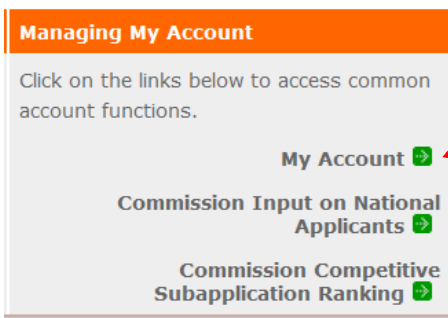 Managing My Account
Click on the links below to access common
account functions.
My Account
Commission Input on National
Applicants
Commission Competitive
Subapplication Ranking